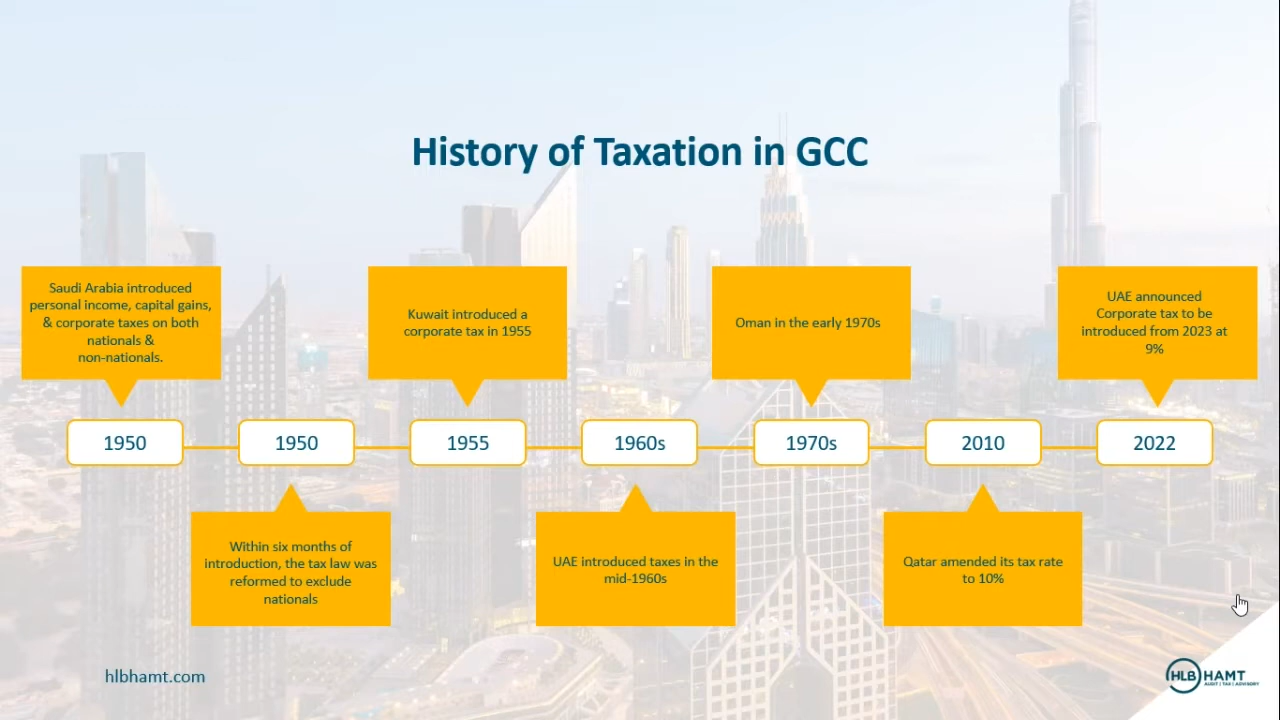 History of Taxation in GCC
Saudi Arabia introduced
personal income, capital gains,
& corporate taxes on both
nationals &
non-nationals.
Kuwait introduced a
corporate tax in 1955
Oman in the early 1970s
UAE announced
Corporate tax to be
introduced from 2023 at
9%
1950
1950
1955
1960s
1970s
2010
2022
Within six months of
introduction, the tax law was
reformed to exclude
nationals
UAE introduced taxes in the
mid-1960s
Qatar amended its tax rate
to 10%
hlbhamt.com
HLB HAMT
AUDIT | TAX | ADVISORY